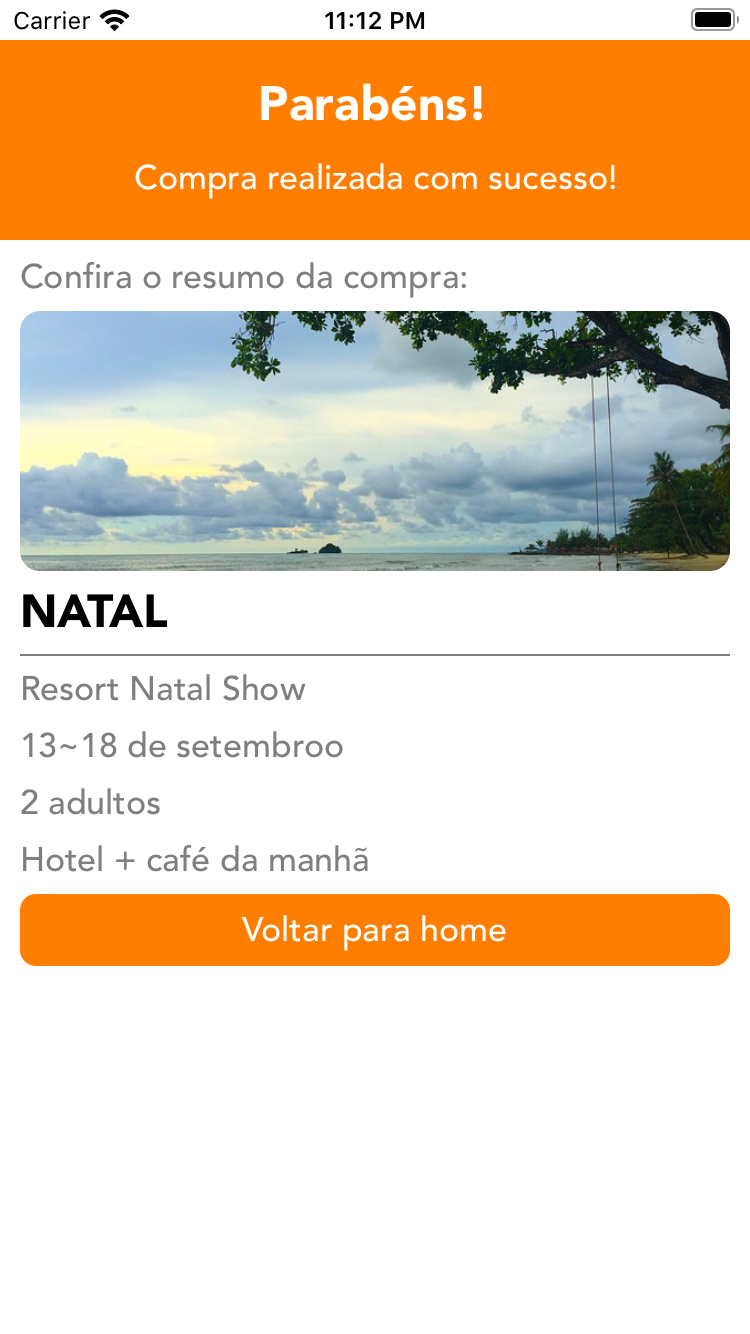 Carrier 11:12 PM
Parabéns!
Compra realizada com sucesso!
Confira o resumo da compra:
NATAL
Resort Natal Show
13~18 de setembroo
2 adultos
Hotel + café da manhã
Voltar para home